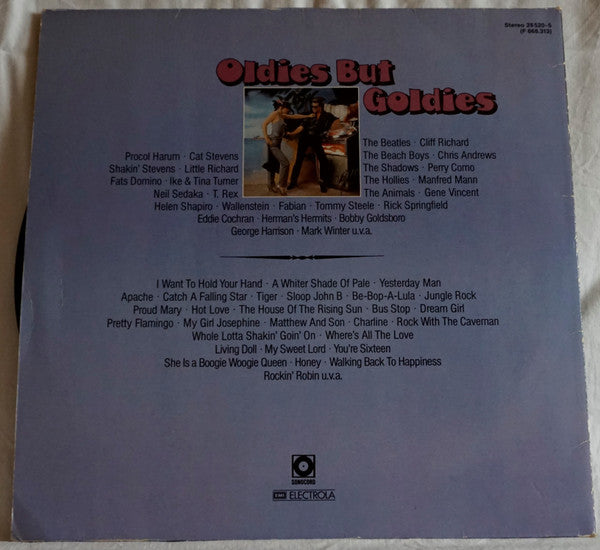 Stereo 28 520-5
(F 666.313)
Oldies But
Goldies
The Beatles · Cliff Richard
Procol Harum · Cat Stevens
The Beach Boys · Chris Andrews
Shakin' Stevens · Little Richard
The Shadows · Perry Como
Fats Domino · Ike & Tina Turner
The Hollies · Manfred Mann
Neil Sedaka · T. Rex
The Animals · Gene Vincent
Helen Shapiro · Wallenstein · Fabian · Tommy Steele · Rick Springfield
Eddie Cochran · Herman's Hermits · Bobby Goldsboro
George Harrison · Mark Winter u.v.a.
I Want To Hold Your Hand · A Whiter Shade Of Pale · Yesterday Man
Apache · Catch A Falling Star · Tiger · Sloop John B · Be-Bop-A-Lula · Jungle Rock
Proud Mary · Hot Love · The House Of The Rising Sun · Bus Stop · Dream Girl
Pretty Flamingo · My Girl Josephine · Matthew And Son · Charline · Rock With The Caveman
Whole Lotta Shakin' Goin' On · Where's All The Love
Living Doll · My Sweet Lord · You're Sixteen
She Is a Boogie Woogie Queen · Honey · Walking Back To Happiness
Rockin' Robin u.v.a.
SONOCORD
EMI ELECTROLA